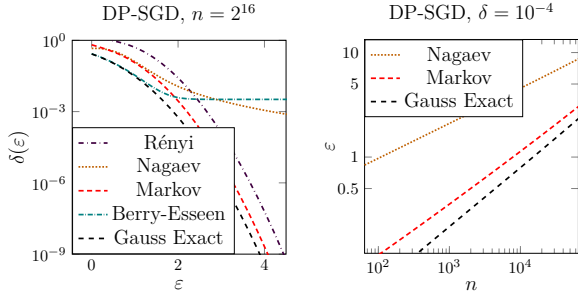 DP-SGD, n = 2^16
10^0
10^−3
10^−6
10^−9
δ(ε)
Rényi
Nagaev
Markov
Berry-Esseen
Gauss Exact
0
2
4
ε
DP-SGD, δ = 10^−4
10
5
1
0.5
ε
Nagaev
Markov
Gauss Exact
10^2
10^3
10^4
n